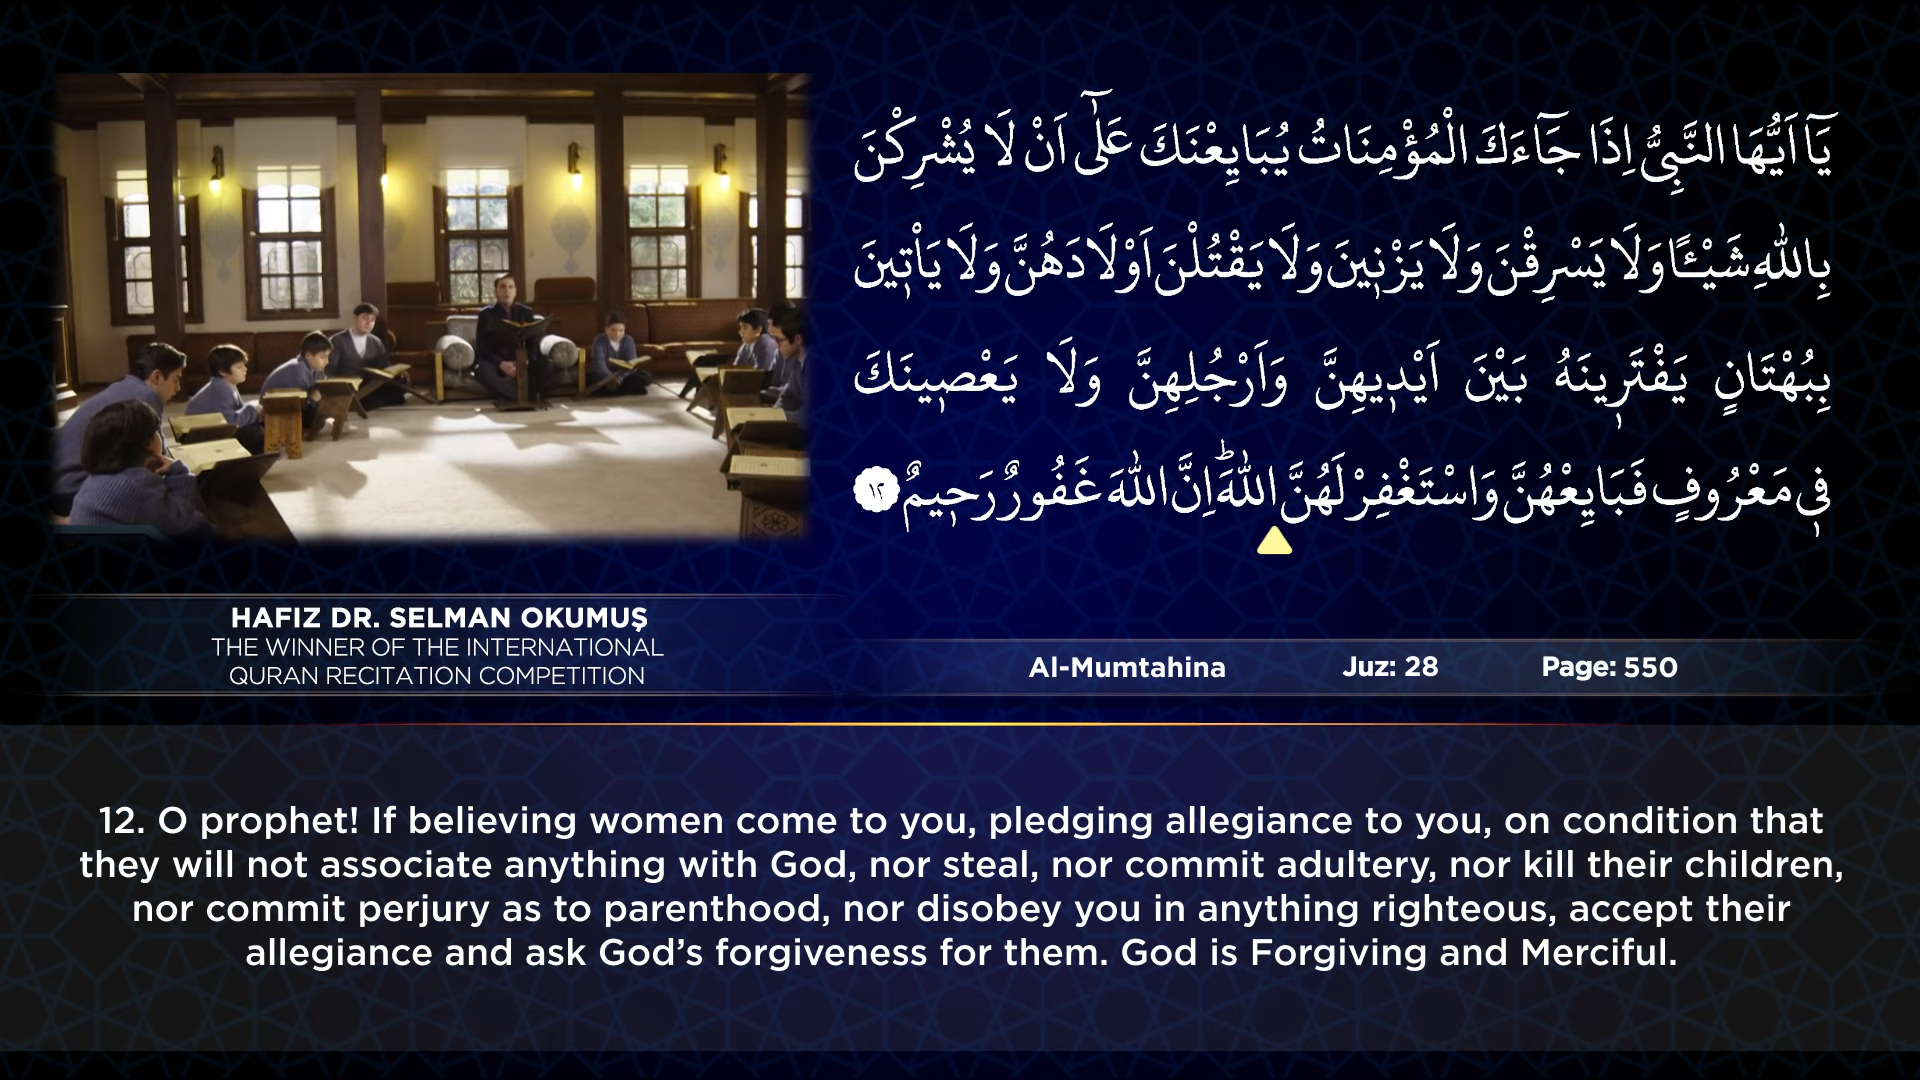 يَٓا اَيُّهَا النَّبِيُّ اِذَا جَٓاءَكَ الْمُؤْمِنَاتُ يُبَايِعْنَكَ عَلٰٓى اَنْ لَا يُشْرِكْنَ
بِاللّٰهِ شَيْـًٔا وَلَا يَسْرِقْنَ وَلَا يَزْن۪ينَ وَلَا يَقْتُلْنَ اَوْلَادَهُنَّ وَلَا يَأْت۪ينَ
بِبُهْتَانٍ يَفْتَر۪ينَهُ بَيْنَ اَيْد۪يهِنَّ وَاَرْجُلِهِنَّ وَلَا يَعْص۪ينَكَ
ف۪ي مَعْرُوفٍ فَبَايِعْهُنَّ وَاسْتَغْفِرْ لَهُنَّ اللّٰهَۜ اِنَّ اللّٰهَ غَفُورٌ رَح۪يمٌ ١٢
HAFIZ DR. SELMAN OKUMUŞ
THE WINNER OF THE INTERNATIONAL
QURAN RECITATION COMPETITION
Al-Mumtahina Juz: 28 Page: 550
12. O prophet! If believing women come to you, pledging allegiance to you, on condition that
they will not associate anything with God, nor steal, nor commit adultery, nor kill their children,
nor commit perjury as to parenthood, nor disobey you in anything righteous, accept their
allegiance and ask God’s forgiveness for them. God is Forgiving and Merciful.